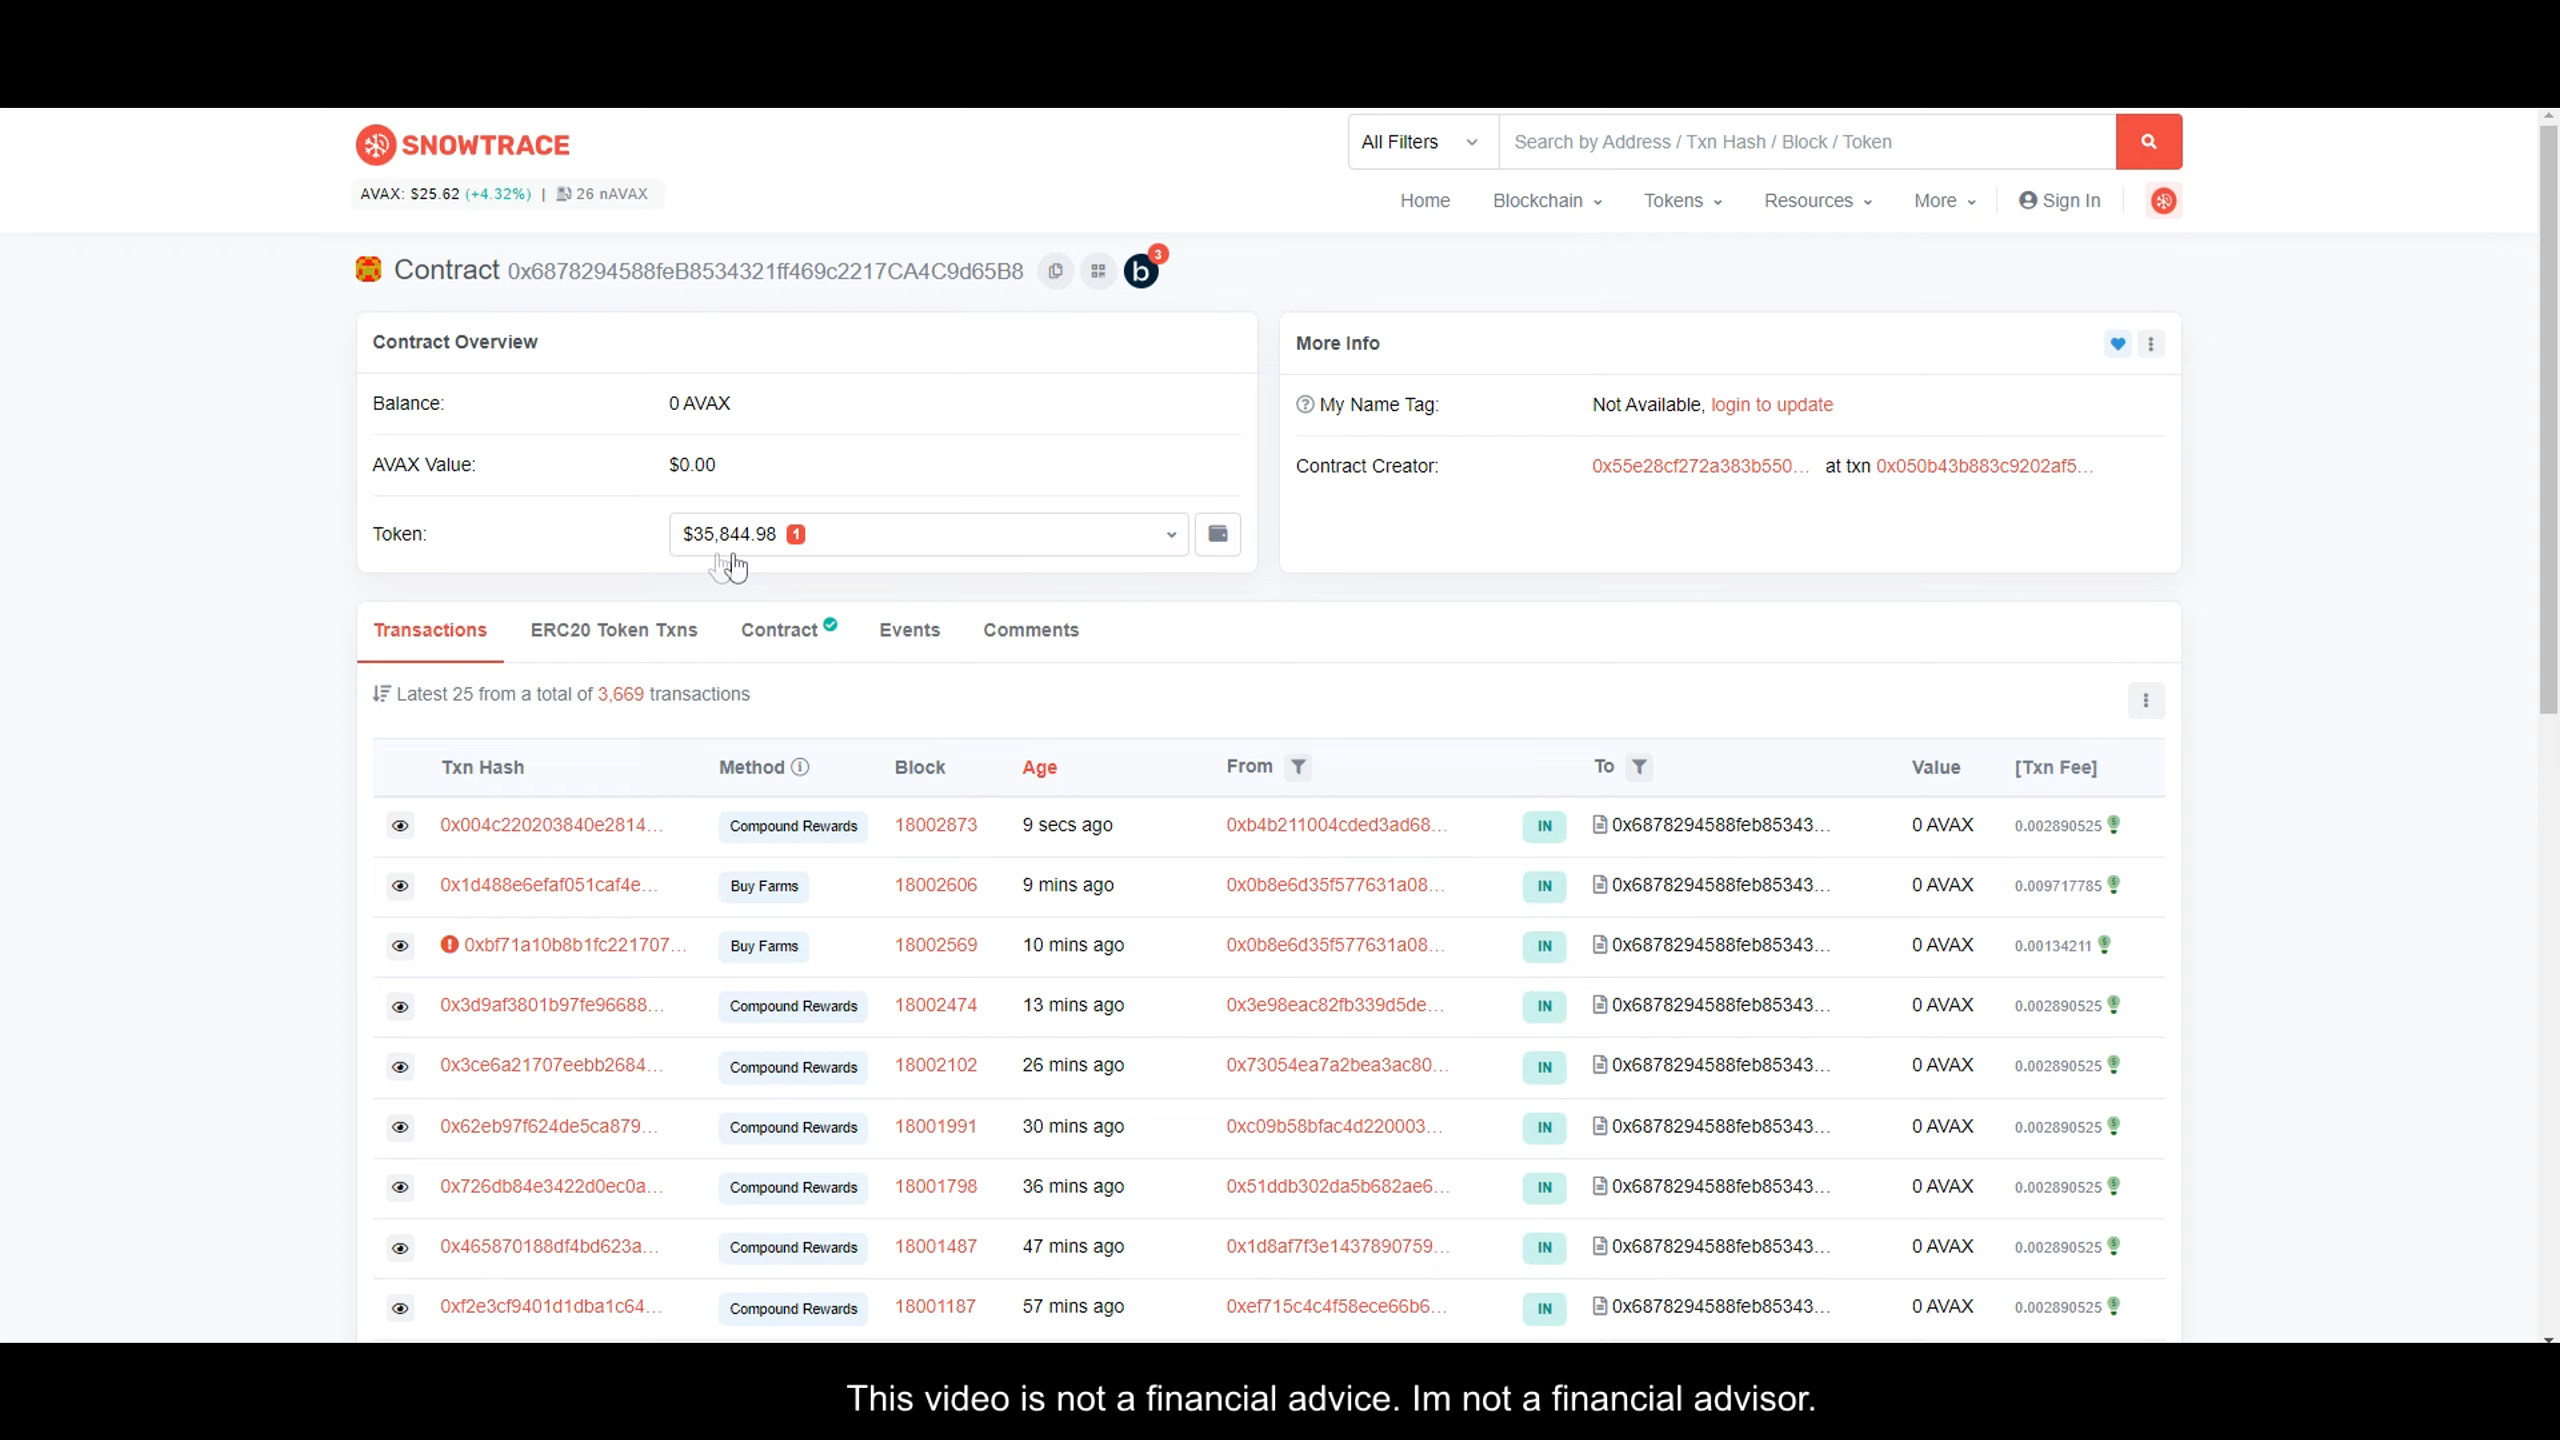 SNOWTRACE
All Filters
Search by Address / Txn Hash / Block / Token
AVAX: $25.62 (+4.32%) | 26 nAVAX
Home Blockchain Tokens Resources More Sign In
Contract 0x6878294588feB8534321ff469c2217CA4C9d65B8
b 3
Contract Overview
Balance: 0 AVAX
AVAX Value: $0.00
Token: $35,844.98 1
More Info
My Name Tag: Not Available, login to update
Contract Creator: 0x55e28cf272a383b550... at txn 0x050b43b883c9202af5...
Transactions ERC20 Token Txns Contract Events Comments
Latest 25 from a total of 3,669 transactions
Txn Hash Method Block Age From To Value [Txn Fee]
0x004c220203840e2814... Compound Rewards 18002873 9 secs ago 0xb4b211004cded3ad68... IN 0x6878294588feb85343... 0 AVAX 0.002890525
0x1d488e6efaf051caf4e... Buy Farms 18002606 9 mins ago 0x0b8e6d35f577631a08... IN 0x6878294588feb85343... 0 AVAX 0.009717785
0xbf71a10b8b1fc221707... Buy Farms 18002569 10 mins ago 0x0b8e6d35f577631a08... IN 0x6878294588feb85343... 0 AVAX 0.00134211
0x3d9af3801b97fe96688... Compound Rewards 18002474 13 mins ago 0x3e98eac82fb339d5de... IN 0x6878294588feb85343... 0 AVAX 0.002890525
0x3ce6a21707eebb2684... Compound Rewards 18002102 26 mins ago 0x73054ea7a2bea3ac80... IN 0x6878294588feb85343... 0 AVAX 0.002890525
0x62eb97f624de5ca879... Compound Rewards 18001991 30 mins ago 0xc09b58bfac4d220003... IN 0x6878294588feb85343... 0 AVAX 0.002890525
0x726db84e3422d0ec0a... Compound Rewards 18001798 36 mins ago 0x51ddb302da5b682ae6... IN 0x6878294588feb85343... 0 AVAX 0.002890525
0x465870188df4bd623a... Compound Rewards 18001487 47 mins ago 0x1d8af7f3e1437890759... IN 0x6878294588feb85343... 0 AVAX 0.002890525
0xf2e3cf9401d1dba1c64... Compound Rewards 18001187 57 mins ago 0xef715c4c4f58ece66b6... IN 0x6878294588feb85343... 0 AVAX 0.002890525
This video is not a financial advice. Im not a financial advisor.